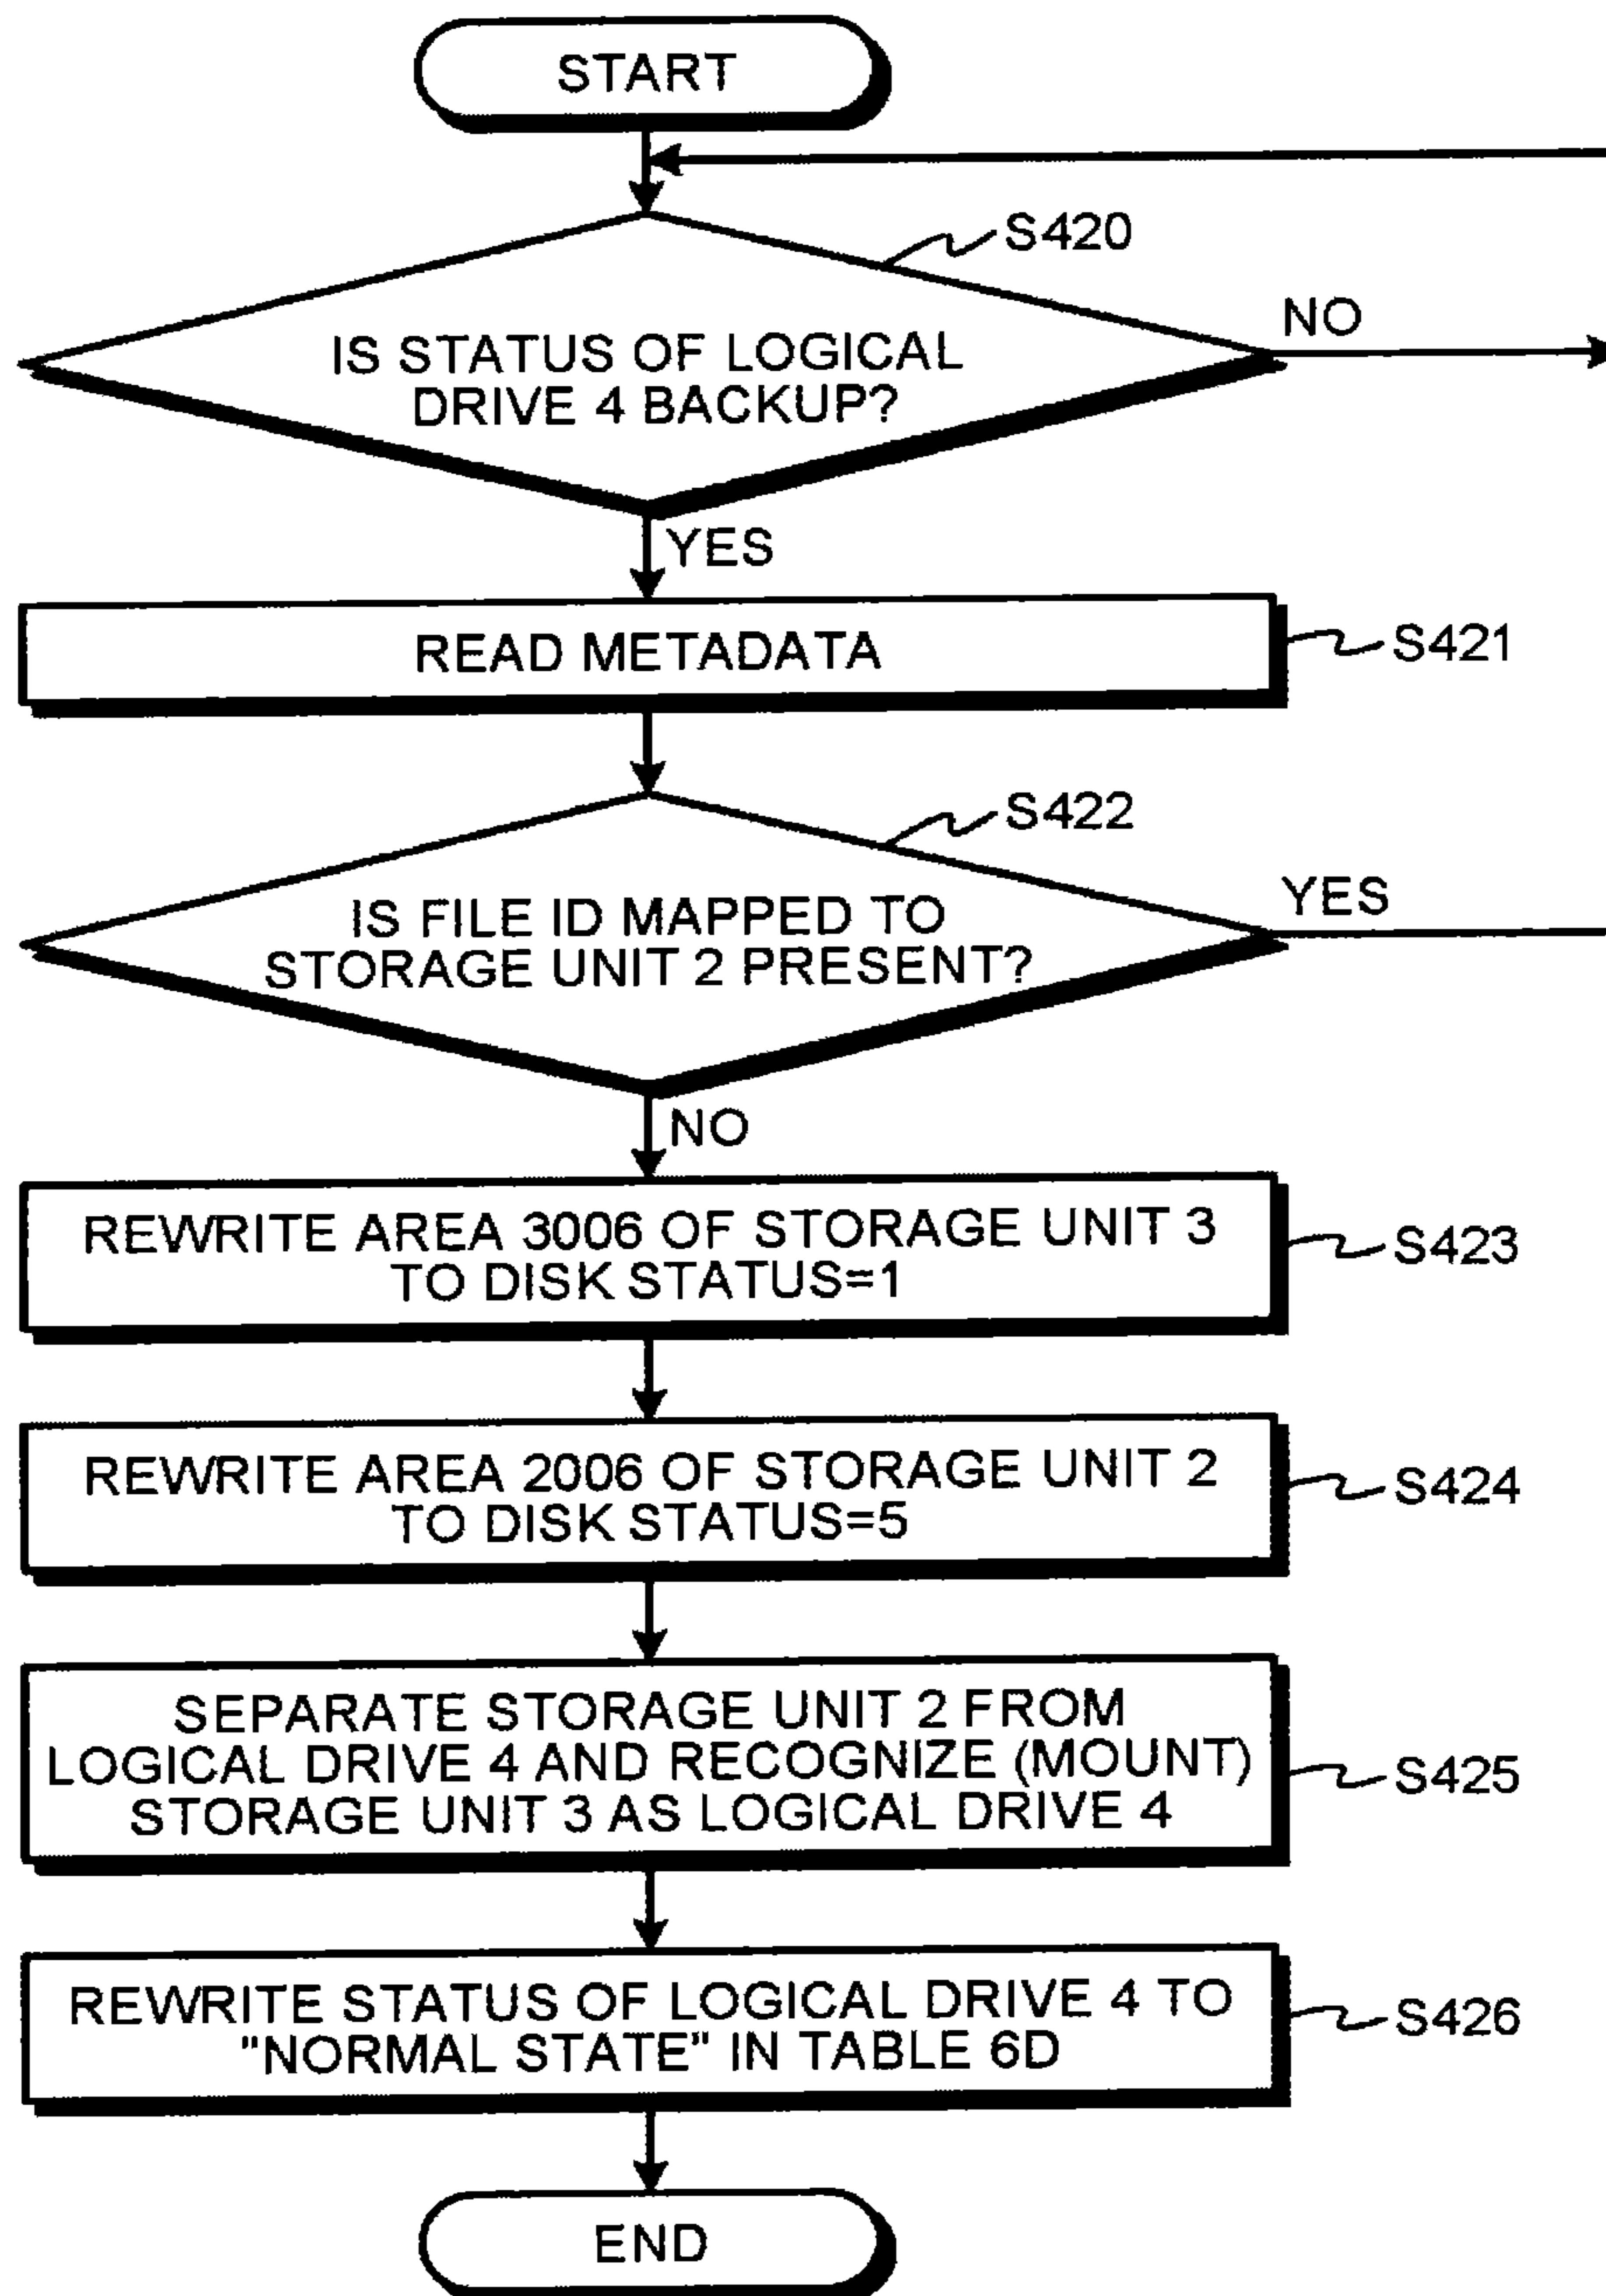 START
S420
NO
IS STATUS OF LOGICAL
DRIVE 4 BACKUP?
YES
READ METADATA
S421
S422
YES
IS FILE ID MAPPED TO
STORAGE UNIT 2 PRESENT?
NO
REWRITE AREA 3006 OF STORAGE UNIT 3
TO DISK STATUS=1
S423
REWRITE AREA 2006 OF STORAGE UNIT 2
TO DISK STATUS=5
S424
SEPARATE STORAGE UNIT 2 FROM
LOGICAL DRIVE 4 AND RECOGNIZE (MOUNT)
STORAGE UNIT 3 AS LOGICAL DRIVE 4
S425
REWRITE STATUS OF LOGICAL DRIVE 4 TO
"NORMAL STATE" IN TABLE 6D
S426
END